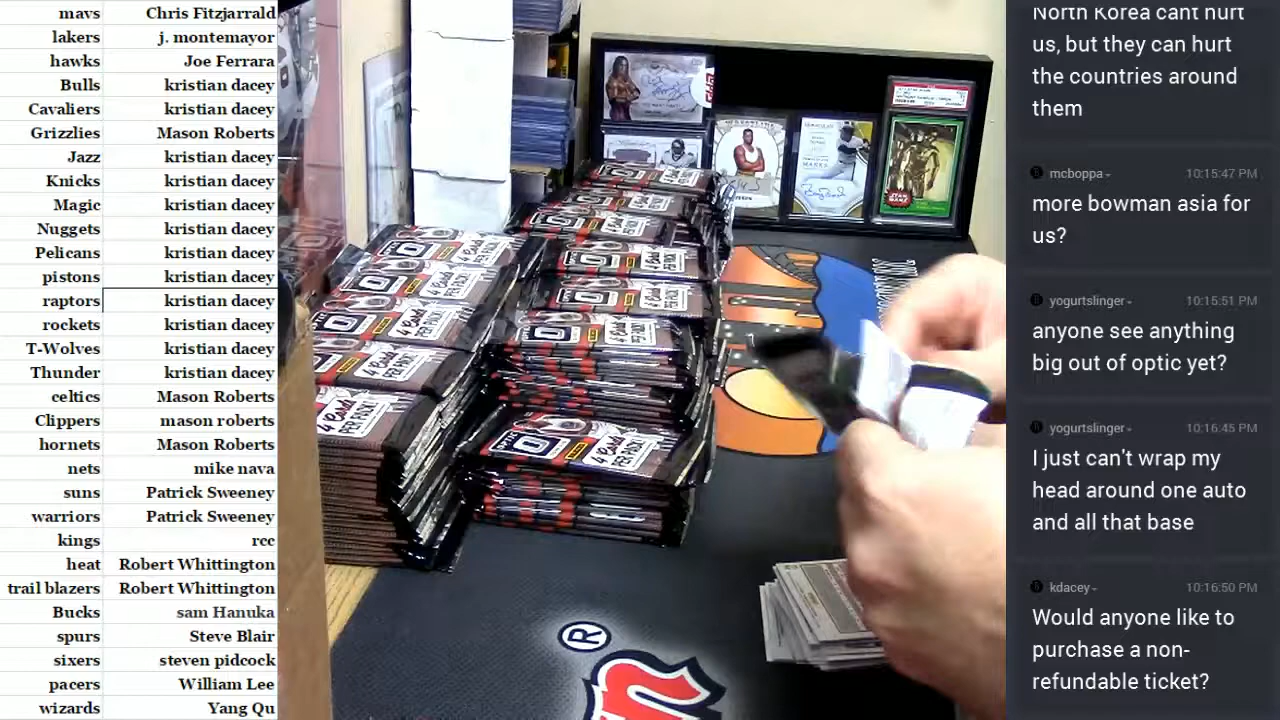 mavs Chris Fitzjarrald
lakers j. montemayor
hawks Joe Ferrara
Bulls kristian dacey
Cavaliers kristian dacey
Grizzlies Mason Roberts
Jazz kristian dacey
Knicks kristian dacey
Magic kristian dacey
Nuggets kristian dacey
Pelicans kristian dacey
pistons kristian dacey
raptors kristian dacey
rockets kristian dacey
T-Wolves kristian dacey
Thunder kristian dacey
celtics Mason Roberts
Clippers mason roberts
hornets Mason Roberts
nets mike nava
suns Patrick Sweeney
warriors Patrick Sweeney
kings rcc
heat Robert Whittington
trail blazers Robert Whittington
Bucks sam Hanuka
spurs Steve Blair
sixers steven pidcock
pacers William Lee
wizards Yang Qu
4 Cards
PER PACK!
®
North Korea cant hurt
us, but they can hurt
the countries around
them
mcboppa 10:15:47 PM
more bowman asia for
us?
yogurtslinger 10:15:51 PM
anyone see anything
big out of optic yet?
yogurtslinger 10:16:45 PM
I just can't wrap my
head around one auto
and all that base
kdacey 10:16:50 PM
Would anyone like to
purchase a non-
refundable ticket?